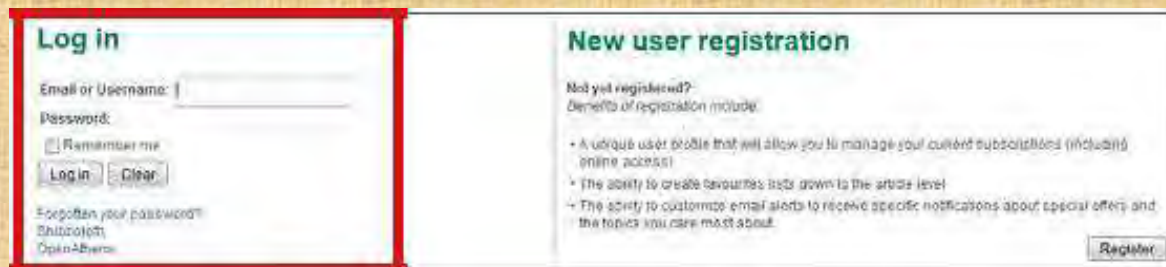 Log in
Email or Username:
Password:
Remember me
Log in Clear
Forgotten your password?
Shibboleth
OpenAthens
New user registration
Not yet registered?
Benefits of registration include:
• A unique user profile that will allow you to manage your current subscriptions (including
online access)
• The ability to create favourites lists down to the article level
• The ability to customize email alerts to receive specific notifications about special offers and
the topics you care most about
Register